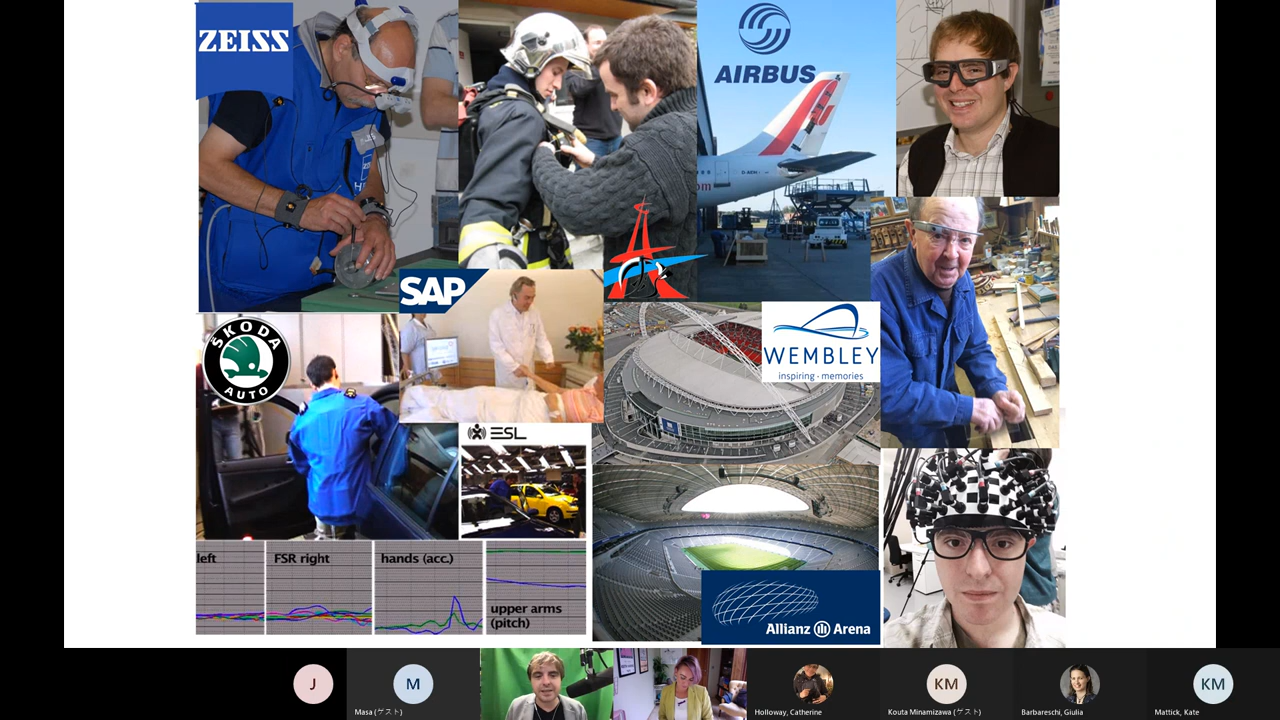 ZEISS
AIRBUS
SAP
ŠKODA
AUTO
WEMBLEY
inspiring · memories
ESL
left
FSR right
hands (acc.)
upper arms
(pitch)
Allianz Arena
J
M
KM
KM
Masa (ゲスト)
Holloway, Catherine
Kouta Minamizawa (ゲスト)
Barbareschi, Giulia
Mattick, Kate